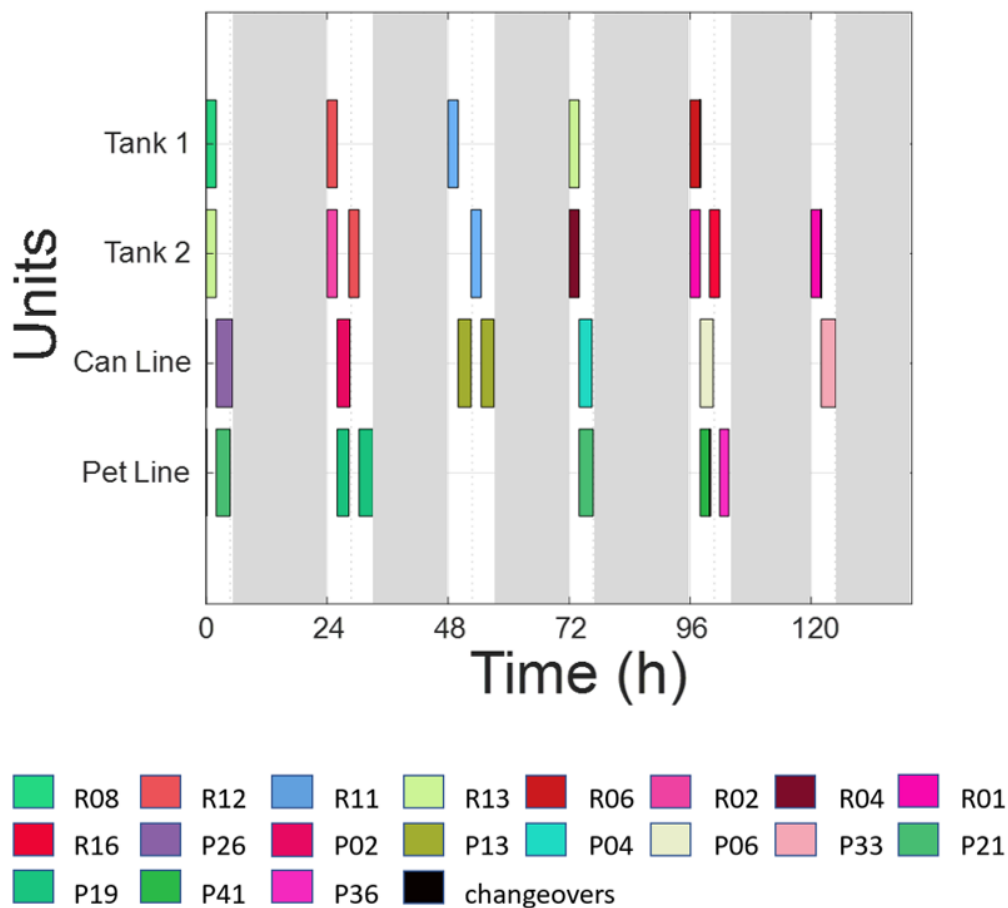 Units
Tank 1
Tank 2
Can Line
Pet Line
0 24 48 72 96 120
Time (h)
R08 R12 R11 R13 R06 R02 R04 R01
R16 P26 P02 P13 P04 P06 P33 P21
P19 P41 P36 changeovers